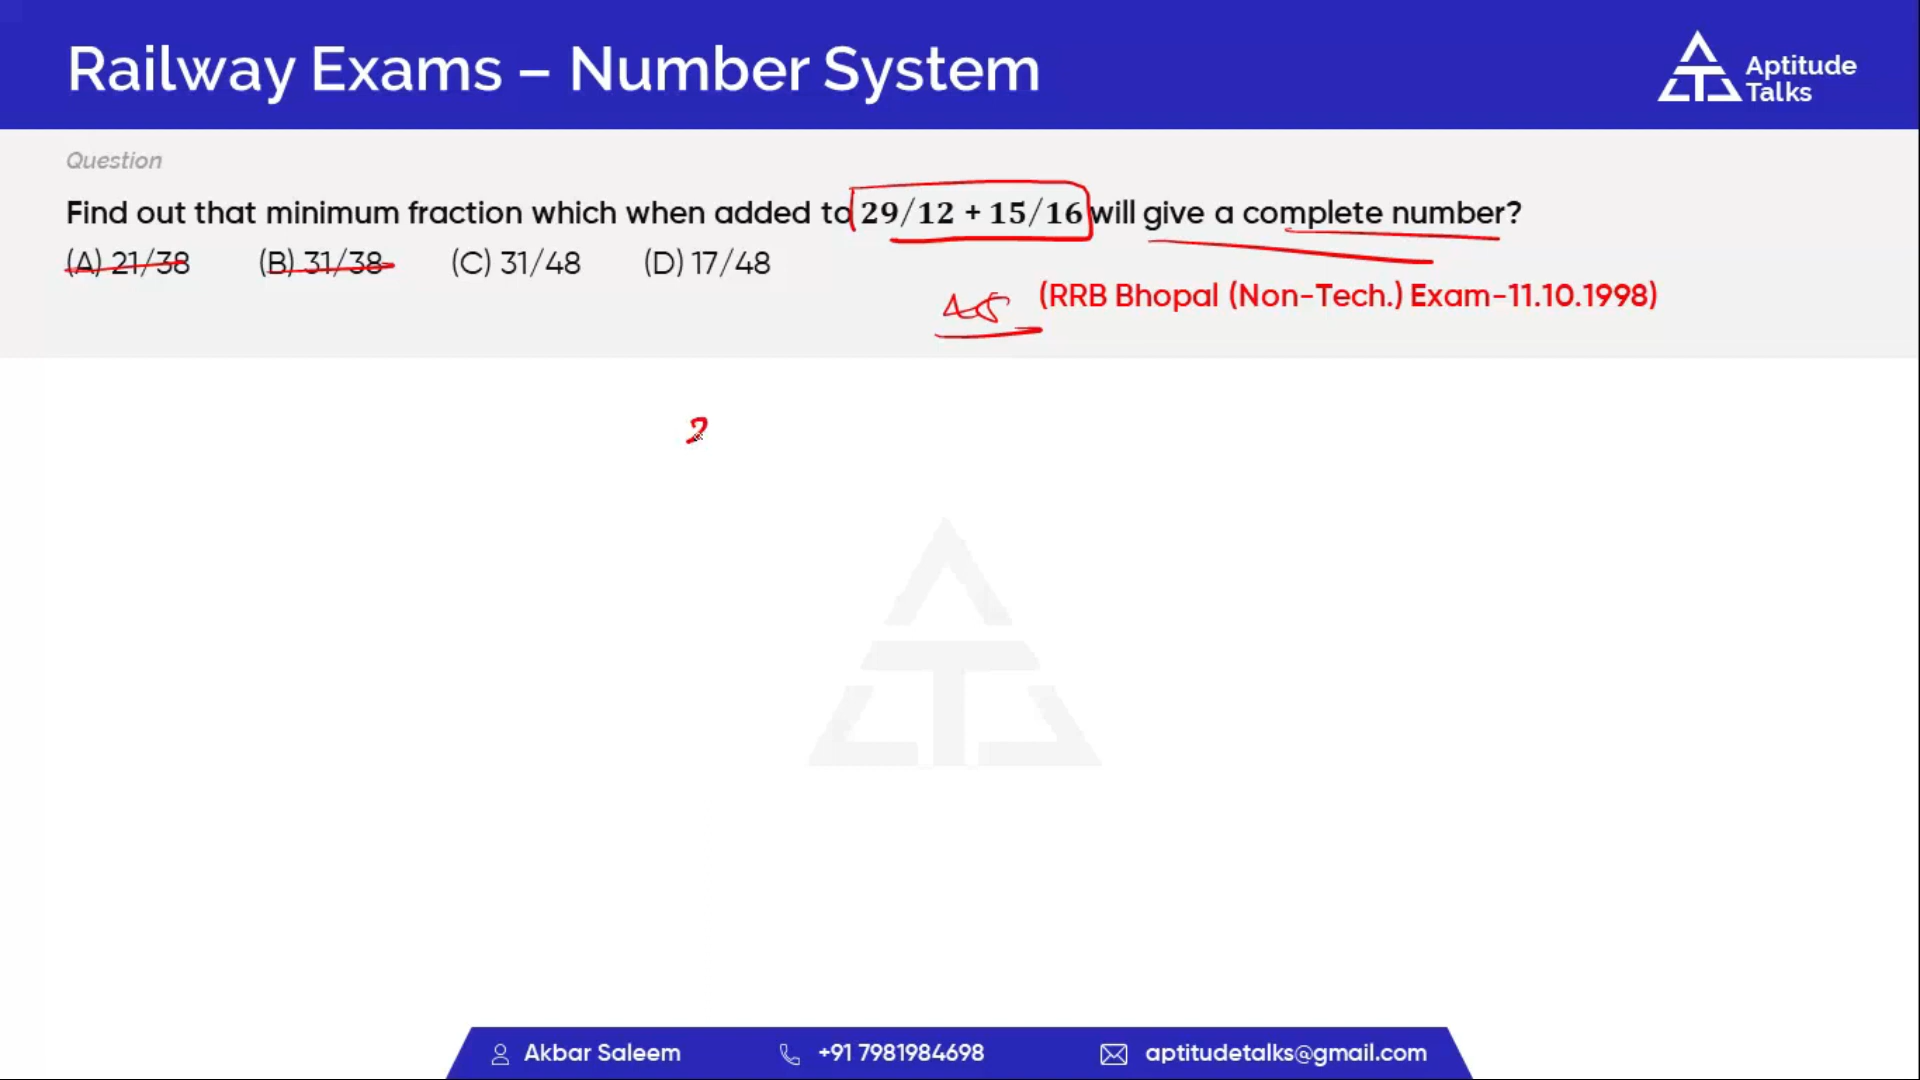 Railway Exams – Number System
Aptitude
Talks
Question
Find out that minimum fraction which when added to 29/12 + 15/16 will give a complete number?
(A) 21/38 (B) 31/38 (C) 31/48 (D) 17/48
(RRB Bhopal (Non-Tech.) Exam-11.10.1998)
2
Akbar Saleem +91 7981984698 aptitudetalks@gmail.com